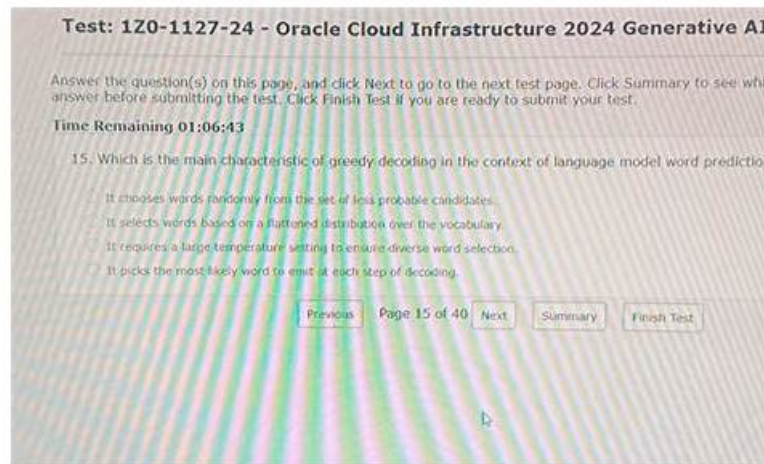 Test: 1Z0-1127-24 - Oracle Cloud Infrastructure 2024 Generative AI
Answer the question(s) on this page, and click Next to go to the next test page. Click Summary to see whi
answer before submitting the test. Click Finish Test if you are ready to submit your test.
Time Remaining 01:06:43
15. Which is the main characteristic of greedy decoding in the context of language model word predictio
It chooses words randomly from the set of less probable candidates.
It selects words based on a flattened distribution over the vocabulary.
It requires a large temperature setting to ensure diverse word selection.
It picks the most likely word to emit at each step of decoding.
Previous Page 15 of 40 Next Summary Finish Test